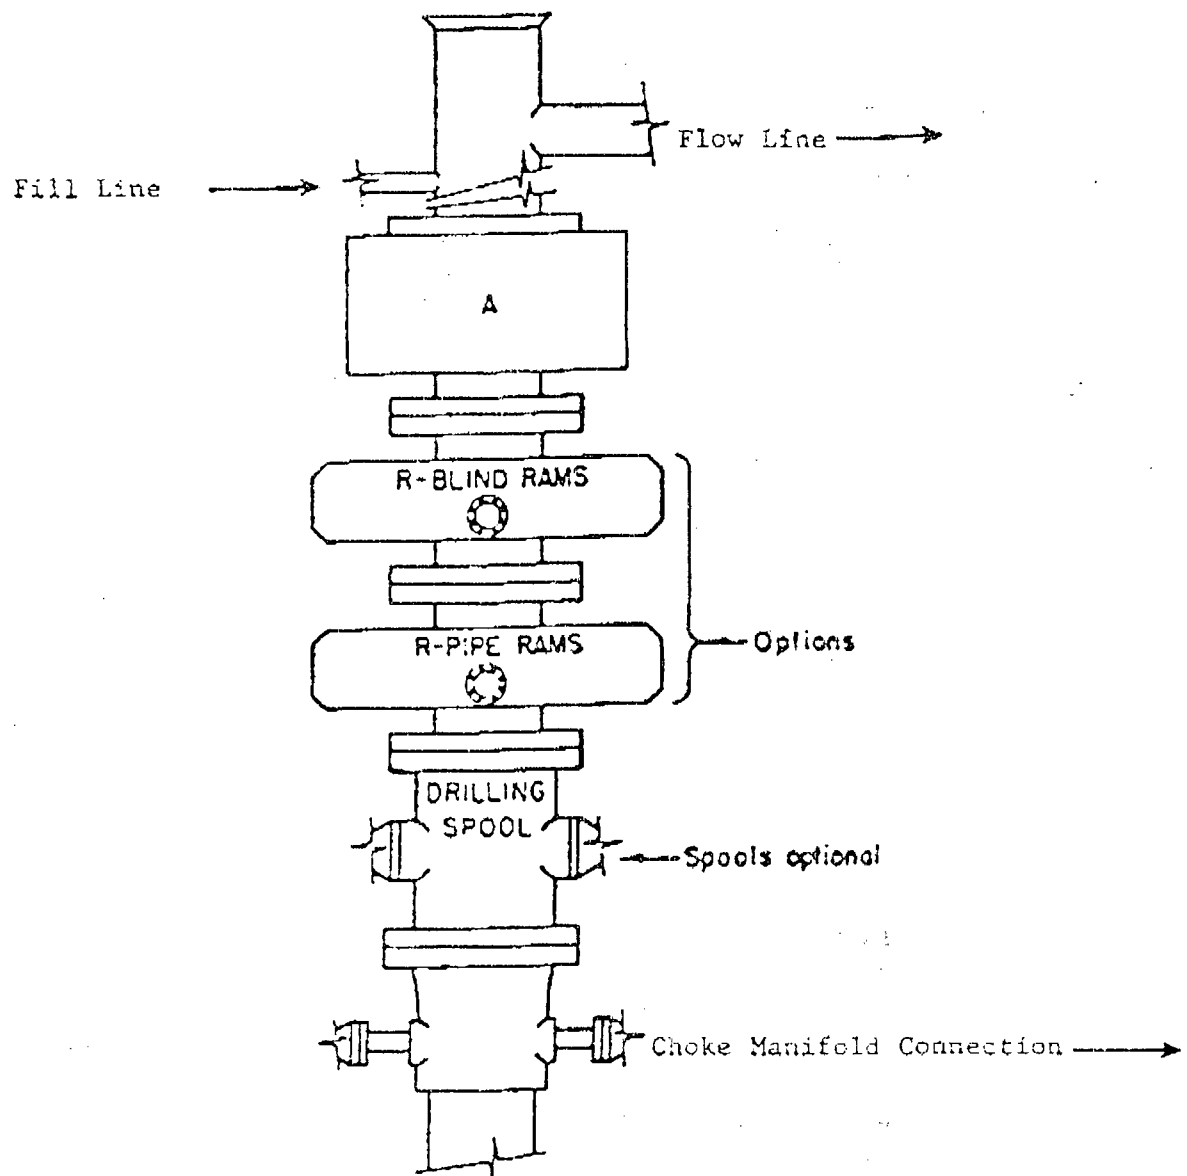 Flow Line
Fill Line
A
R-BLIND RAMS
R-PIPE RAMS
Options
DRILLING
SPOOL
Spools optional
Choke Manifold Connection